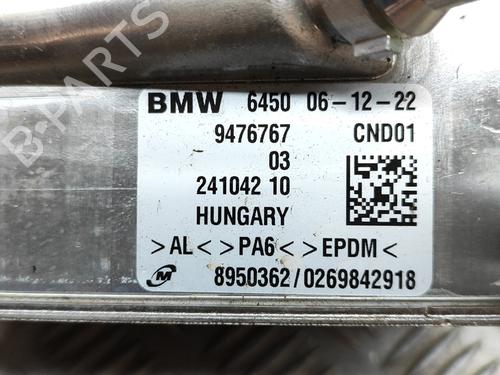 B-PARTS
BMW 6450 06-12-22
9476767 CND01
03
241042 10
HUNGARY
>AL< >PA6< >EPDM<
M 8950362/0269842918